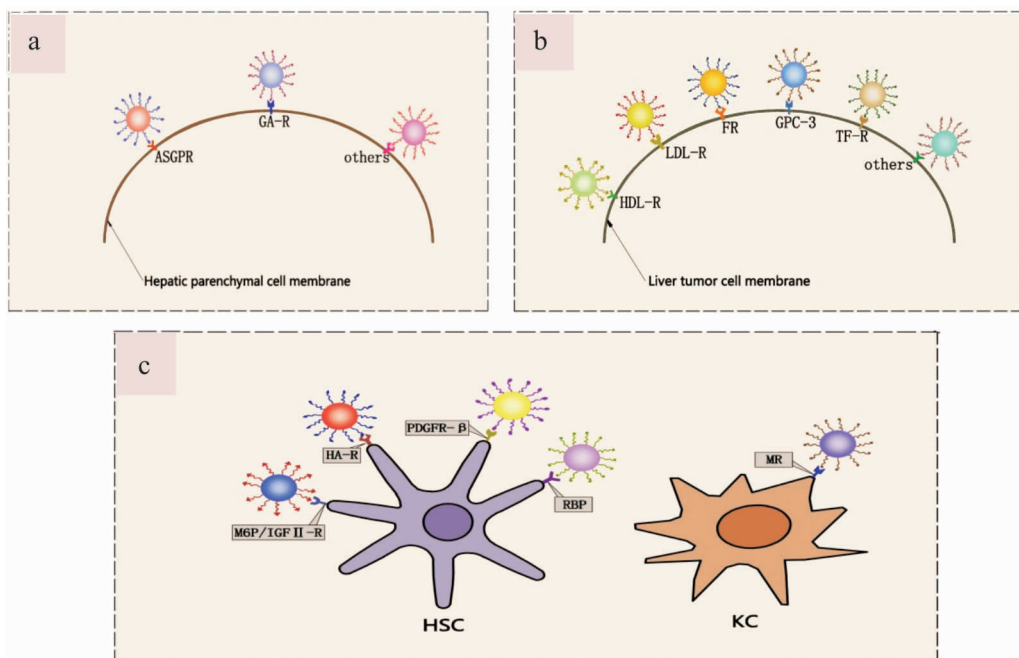 a
GA-R
ASGPR
others
Hepatic parenchymal cell membrane
b
FR
GPC-3
TF-R
LDL-R
others
HDL-R
Liver tumor cell membrane
c
PDGFR-β
HA-R
MR
RBP
M6P/IGFⅡ-R
HSC
KC